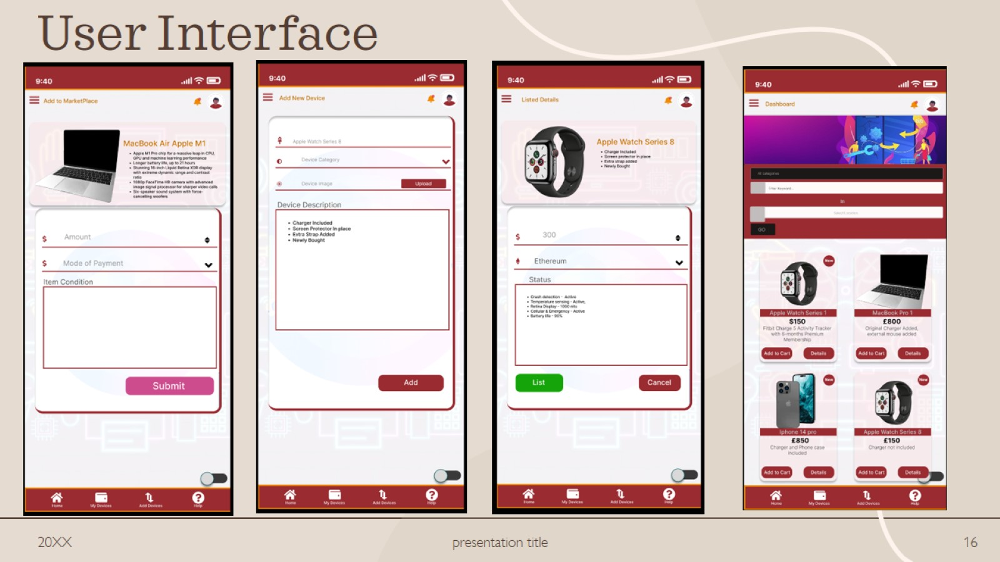 User Interface
9:40
Add to MarketPlace
MacBook Air Apple M1
• Apple M1 Pro chip for a massive leap in CPU,
GPU and machine learning performance
• Longer battery life, up to 21 hours
• Stunning 16-inch Liquid Retina XDR display
with extreme dynamic range and contrast
ratio
• 1080p FaceTime HD camera with advanced
image signal processor for sharper video calls
• Six-speaker sound system with force-
cancelling woofers
$ Amount
$ Mode of Payment
Item Condition
Submit
Home
My Devices
Add Devices
Help
9:40
Add New Device
Apple Watch Series 8
Device Category
Device Image
Upload
Device Description
• Charger Included
• Screen Protector In place
• Extra Strap Added
• Newly Bought
Add
Home
My Devices
Add Devices
Help
9:40
Listed Details
Apple Watch Series 8
• Charger Included
• Screen protector in place
• Extra strap added
• Newly Bought
$ 300
Ethereum
Status
• Crash detection - Active
• Temperature sensing - Active,
• Retina Display - 1000 nits
• Cellular & Emergency - Active
• Battery life - 90%
List
Cancel
Home
My Devices
Add Devices
Help
9:40
Dashboard
All categories
Enter Keyword...
In
Select Location
GO
New
Apple Watch Series 1
$150
Fitbit Charge 5 Activity Tracker
with 6-months Premium
Membership
Add to Cart
Details
MacBook Pro 1
£800
Original Charger Added,
external mouse added
Add to Cart
Details
New
Iphone 14 pro
£850
Charger and Phone case
included
Add to Cart
Details
New
Apple Watch Series 8
£150
Charger not included
Add to Cart
Details
Home
My Devices
Add Devices
Help
20XX
presentation title
16